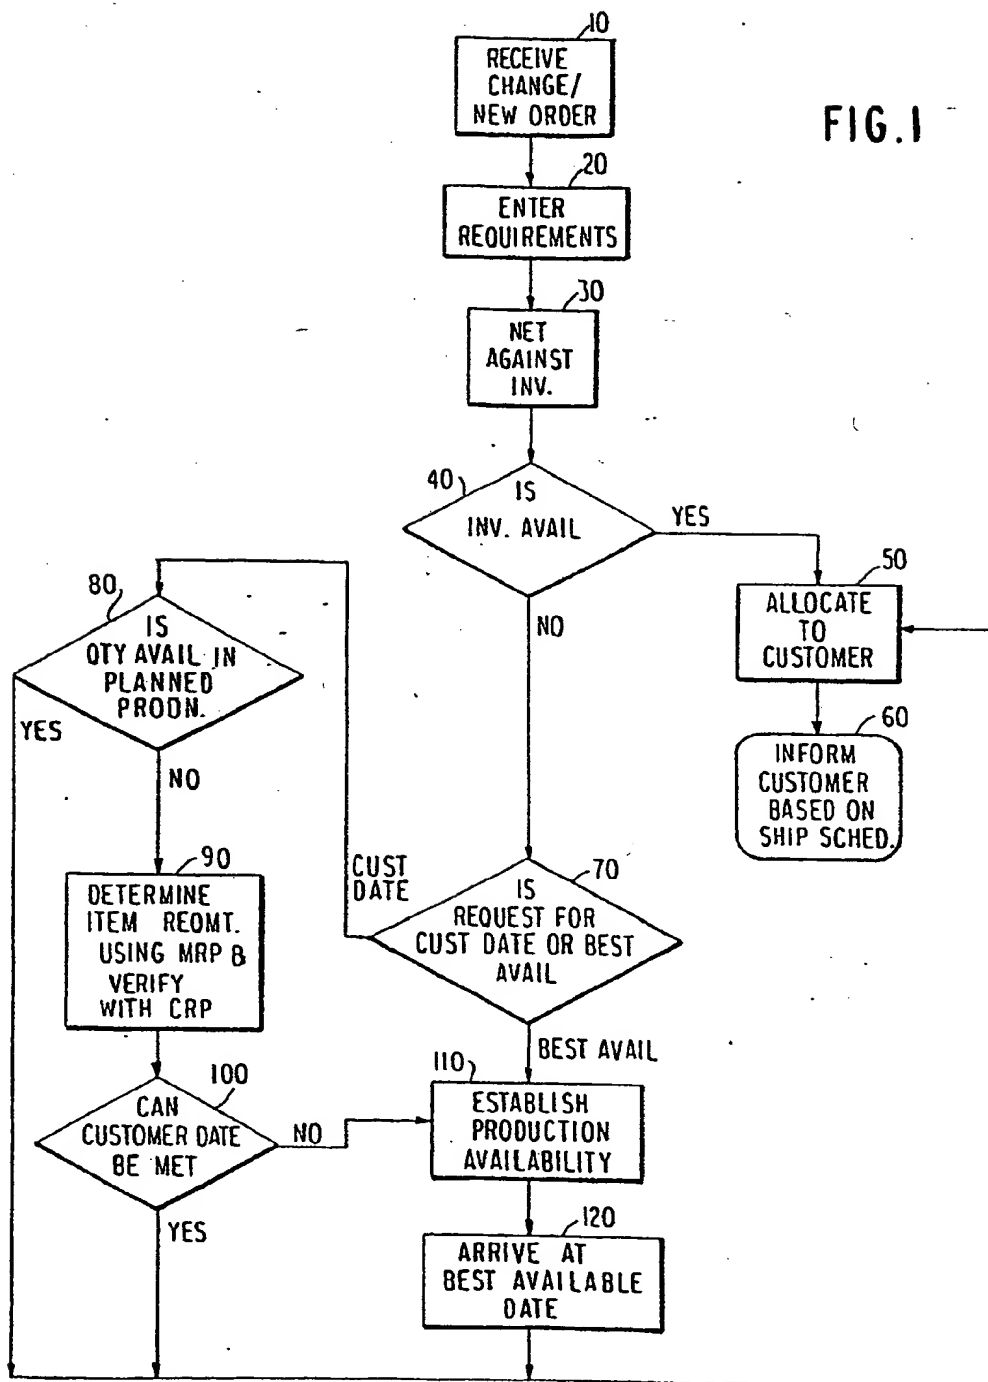 10
RECEIVE
CHANGE/
NEW ORDER
FIG.1
20
ENTER
REQUIREMENTS
30
NET
AGAINST
INV.
40
IS
INV. AVAIL
YES
NO
50
ALLOCATE
TO
CUSTOMER
60
INFORM
CUSTOMER
BASED ON
SHIP SCHED.
80
IS
QTY AVAIL IN
PLANNED
PRODN.
YES
NO
90
DETERMINE
ITEM REQMT.
USING MRP &
VERIFY
WITH CRP
CUST
DATE
70
IS
REQUEST FOR
CUST DATE OR BEST
AVAIL
BEST AVAIL
100
CAN
CUSTOMER DATE
BE MET
NO
YES
110
ESTABLISH
PRODUCTION
AVAILABILITY
120
ARRIVE AT
BEST AVAILABLE
DATE